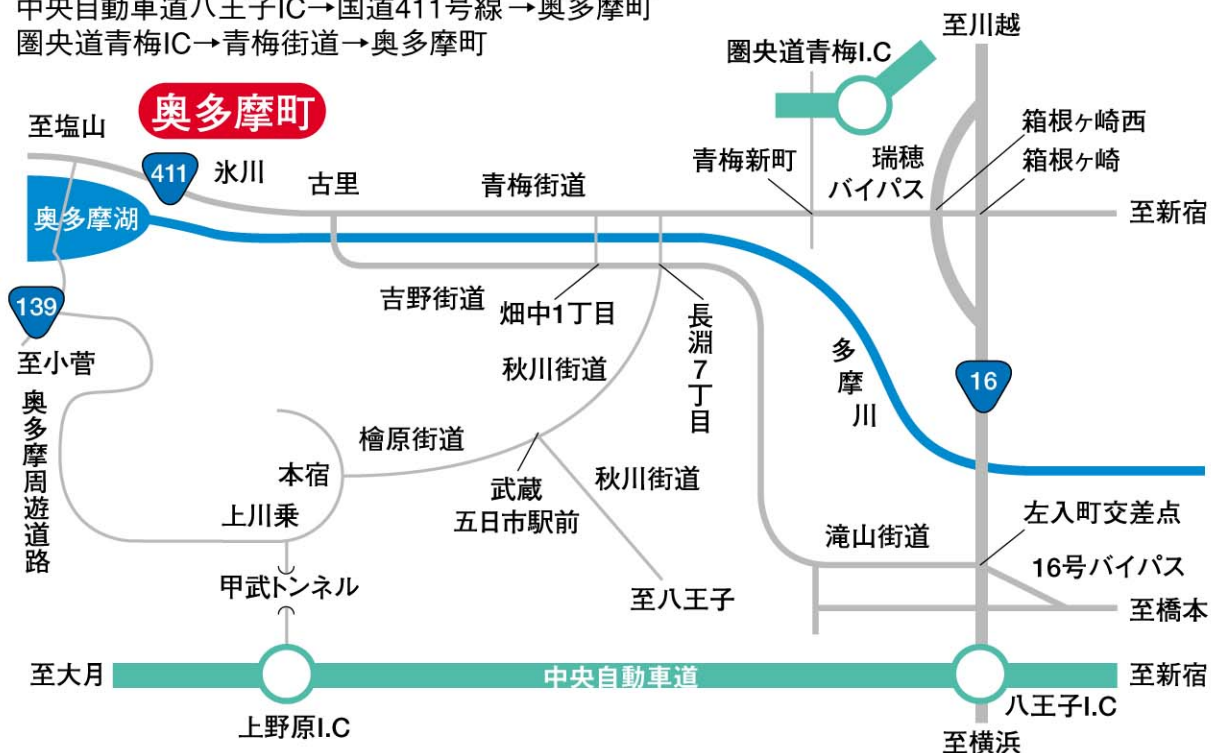 中央自動車道八王子IC→国道411号線→奥多摩町
圏央道青梅IC→青梅街道→奥多摩町
至川越
圏央道青梅I.C
奥多摩町
至塩山
411
氷川
古里
青梅街道
青梅新町
瑞穂
バイパス
箱根ヶ崎西
箱根ヶ崎
至新宿
奥多摩湖
139
至小菅
吉野街道
畑中1丁目
長淵7丁目
秋川街道
多摩川
16
奥多摩周遊道路
檜原街道
本宿
上川乗
武蔵
五日市駅前
秋川街道
滝山街道
左入町交差点
16号バイパス
甲武トンネル
至八王子
至橋本
至大月
中央自動車道
至新宿
上野原I.C
八王子I.C
至横浜